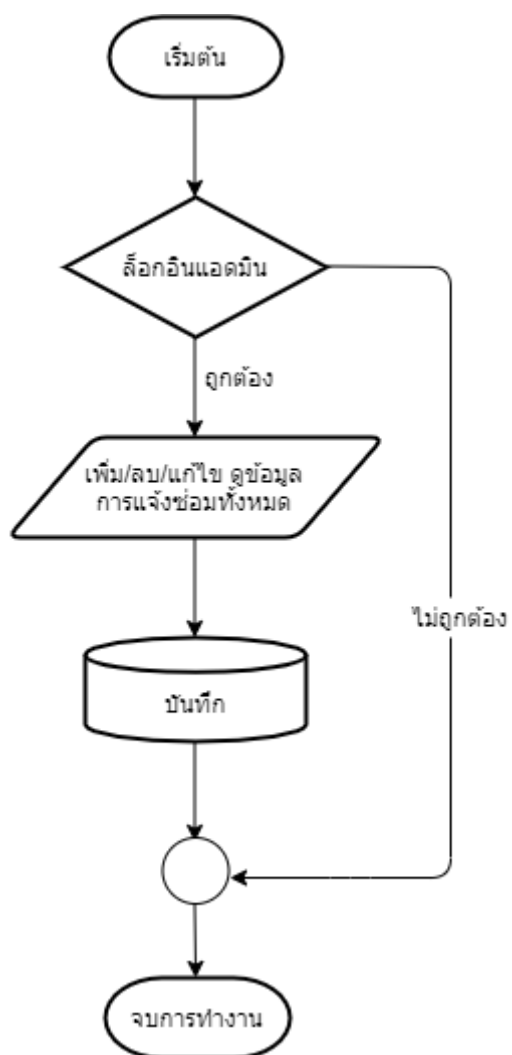 เริ่มต้น
ล็อกอินแอดมิน
ถูกต้อง
เพิ่ม/ลบ/แก้ไข ดูข้อมูล
การแจ้งซ่อมทั้งหมด
ไม่ถูกต้อง
บันทึก
จบการทำงาน